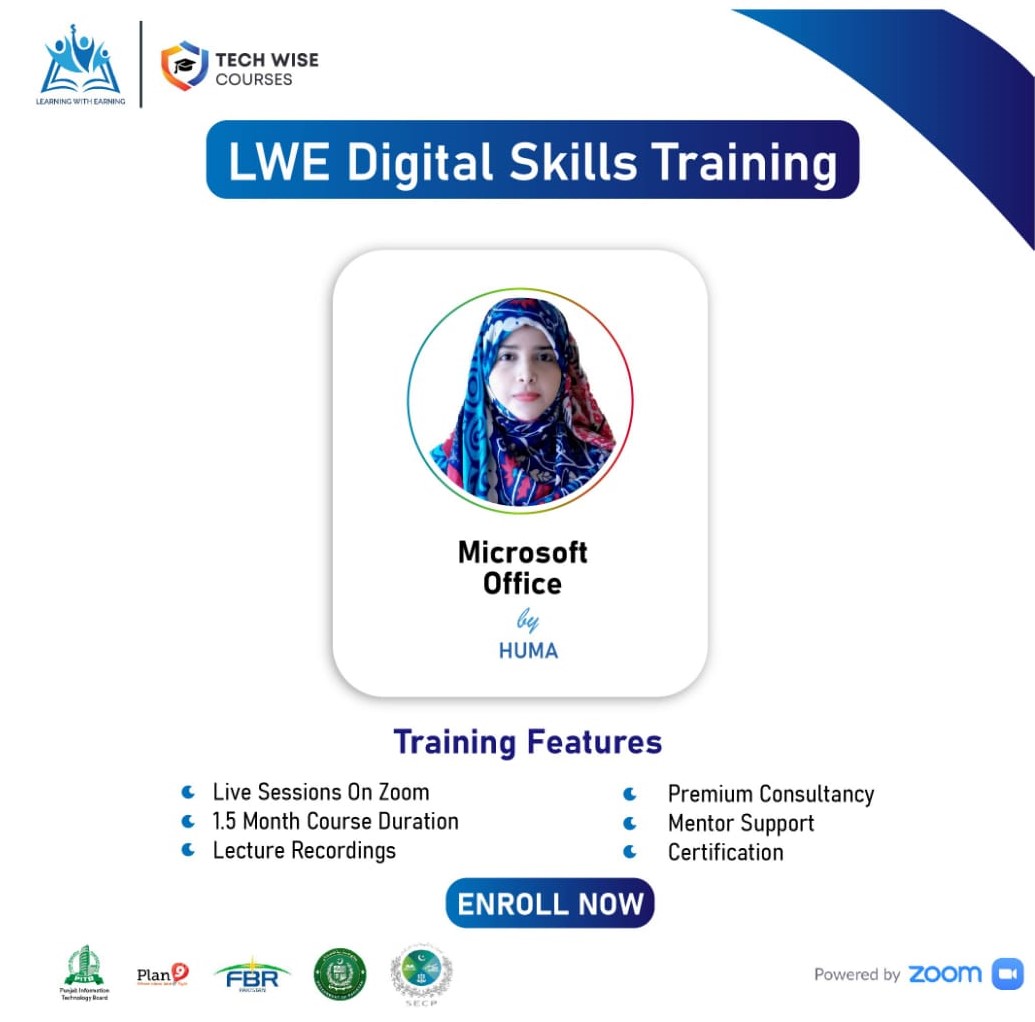 LEARNING WITH EARNING
TECH WISE
COURSES
LWE Digital Skills Training
Microsoft
Office
by
HUMA
Training Features
Live Sessions On Zoom
1.5 Month Course Duration
Lecture Recordings
Premium Consultancy
Mentor Support
Certification
ENROLL NOW
PITB
Punjab Information
Technology Board
Plan9
FBR
PAKISTAN
SECP
Powered by zoom